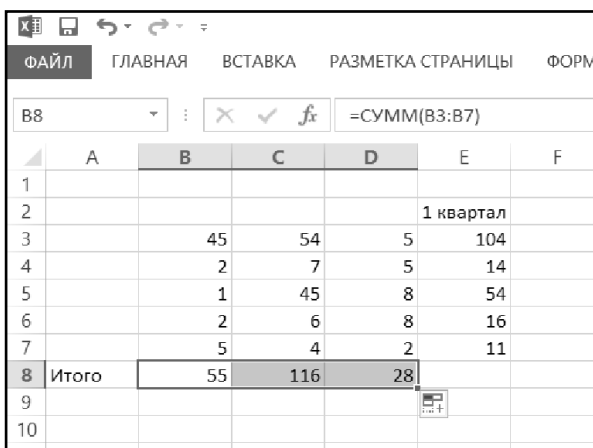 ФАЙЛ ГЛАВНАЯ ВСТАВКА РАЗМЕТКА СТРАНИЦЫ ФОРМ
B8 fx =СУММ(B3:B7)
A B C D E F
1
2 1 квартал
3 45 54 5 104
4 2 7 5 14
5 1 45 8 54
6 2 6 8 16
7 5 4 2 11
8 Итого 55 116 28
9
10